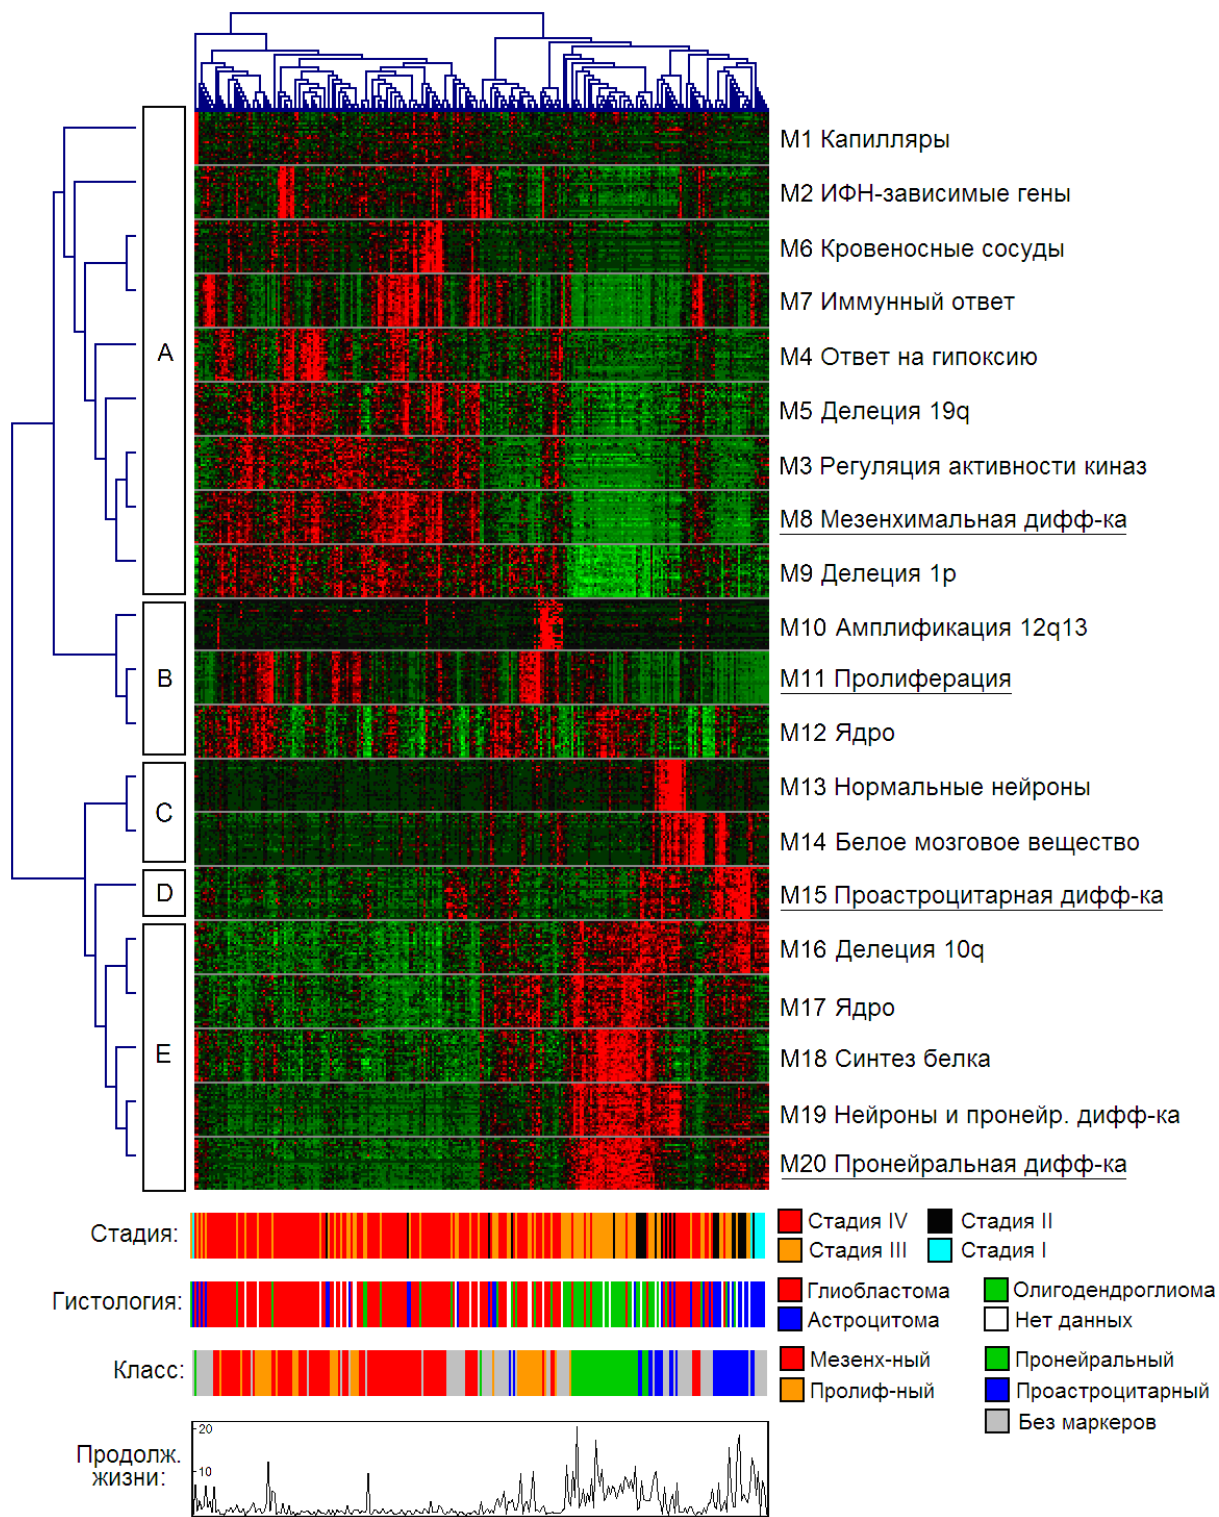 M1 Капилляры
M2 ИФН-зависимые гены
M6 Кровеносные сосуды
M7 Иммунный ответ
A
M4 Ответ на гипоксию
M5 Делеция 19q
M3 Регуляция активности киназ
M8 Мезенхимальная дифф-ка
M9 Делеция 1p
M10 Амплификация 12q13
B
M11 Пролиферация
M12 Ядро
M13 Нормальные нейроны
C
M14 Белое мозговое вещество
D
M15 Проастроцитарная дифф-ка
M16 Делеция 10q
M17 Ядро
E
M18 Синтез белка
M19 Нейроны и пронейр. дифф-ка
M20 Пронейральная дифф-ка
Стадия:
Стадия IV
Стадия II
Стадия III
Стадия I
Гистология:
Глиобластома
Олигодендроглиома
Астроцитома
Нет данных
Класс:
Мезенх-ный
Пронейральный
Пролиф-ный
Проастроцитарный
Без маркеров
Продолж.
жизни:
20
10